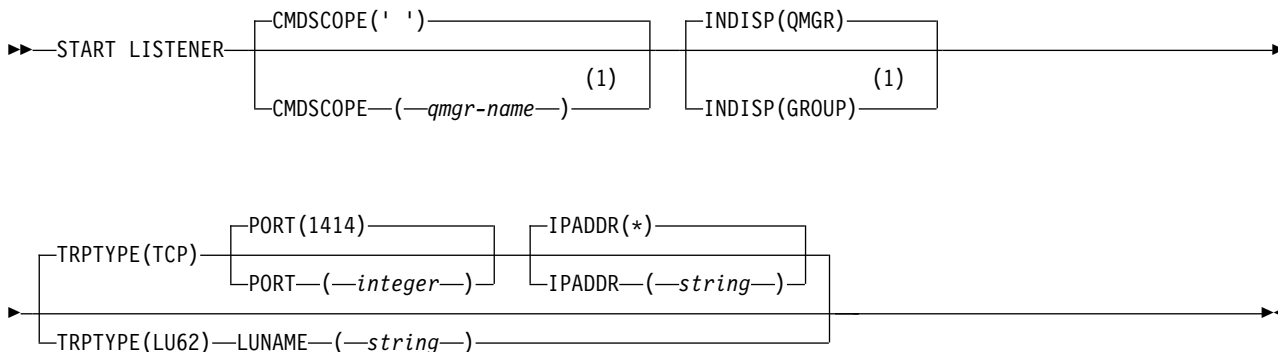 CMDSCOPE(' ') INDISP(QMGR)
START LISTENER
(1) (1)
CMDSCOPE ( qmgr-name ) INDISP(GROUP)
PORT(1414) IPADDR(*)
TRPTYPE(TCP)
PORT ( integer ) IPADDR ( string )
TRPTYPE(LU62) LUNAME ( string )